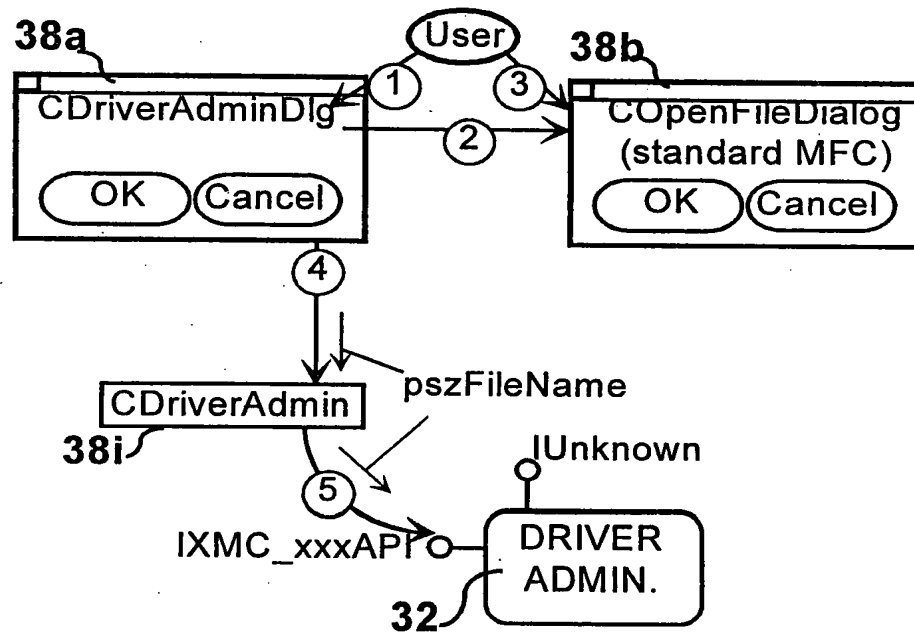 38a
User
38b
1
3
CDriverAdminDlg
2
COpenFileDialog
(standard MFC)
OK
Cancel
OK
Cancel
4
pszFileName
CDriverAdmin
38i
IUnknown
5
IXMC_xxxAPI
DRIVER
ADMIN.
32